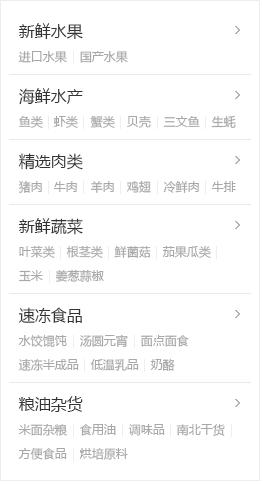 新鲜水果
进口水果 国产水果
海鲜水产
鱼类 虾类 蟹类 贝壳 三文鱼 生蚝
精选肉类
猪肉 牛肉 羊肉 鸡翅 冷鲜肉 牛排
新鲜蔬菜
叶菜类 根茎类 鲜菌菇 茄果瓜类
玉米 姜葱蒜椒
速冻食品
水饺馄饨 汤圆元宵 面点面食
速冻半成品 低温乳品 奶酪
粮油杂货
米面杂粮 食用油 调味品 南北干货
方便食品 烘培原料